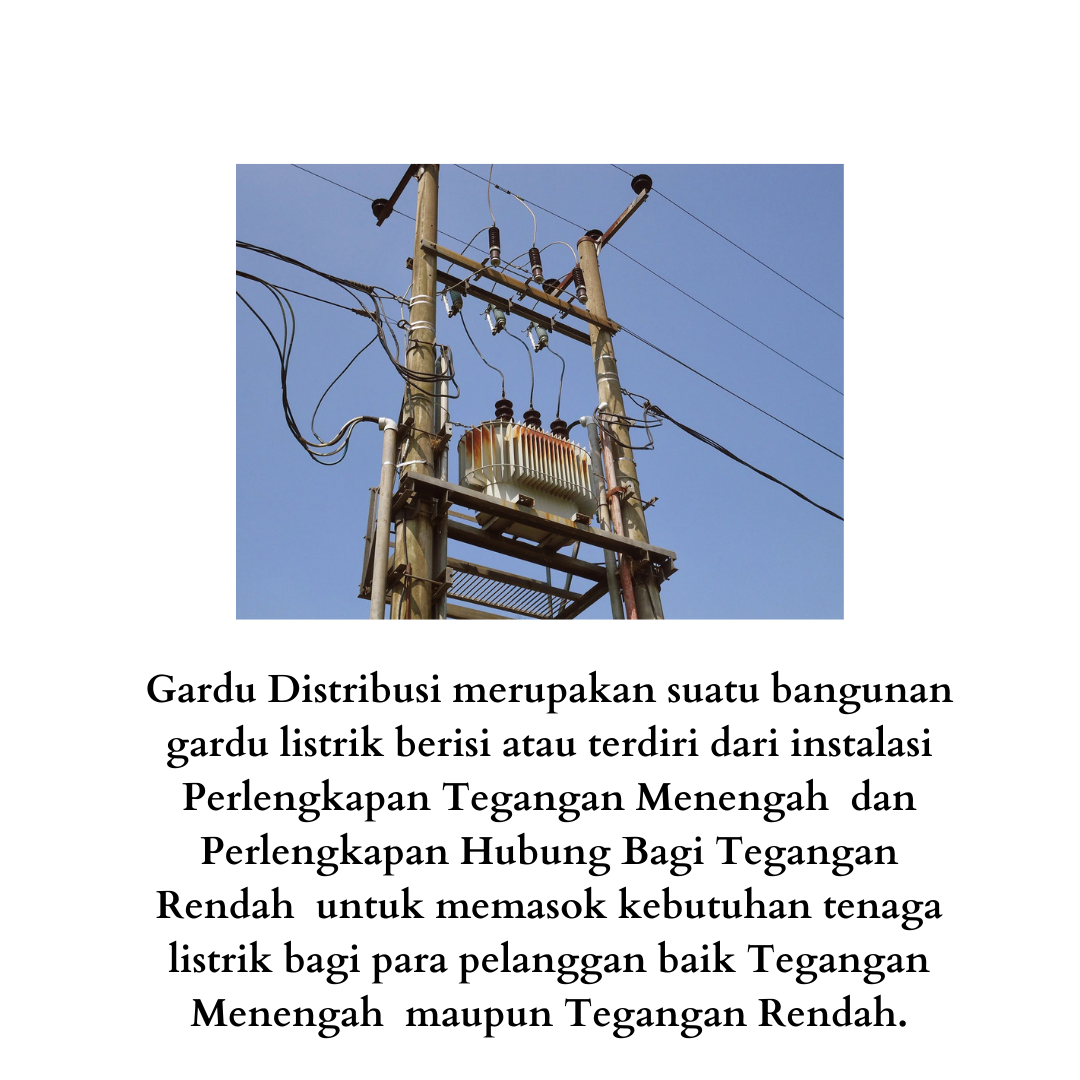 Gardu Distribusi merupakan suatu bangunan
gardu listrik berisi atau terdiri dari instalasi
Perlengkapan Tegangan Menengah  dan
Perlengkapan Hubung Bagi Tegangan
Rendah  untuk memasok kebutuhan tenaga
listrik bagi para pelanggan baik Tegangan
Menengah  maupun Tegangan Rendah.